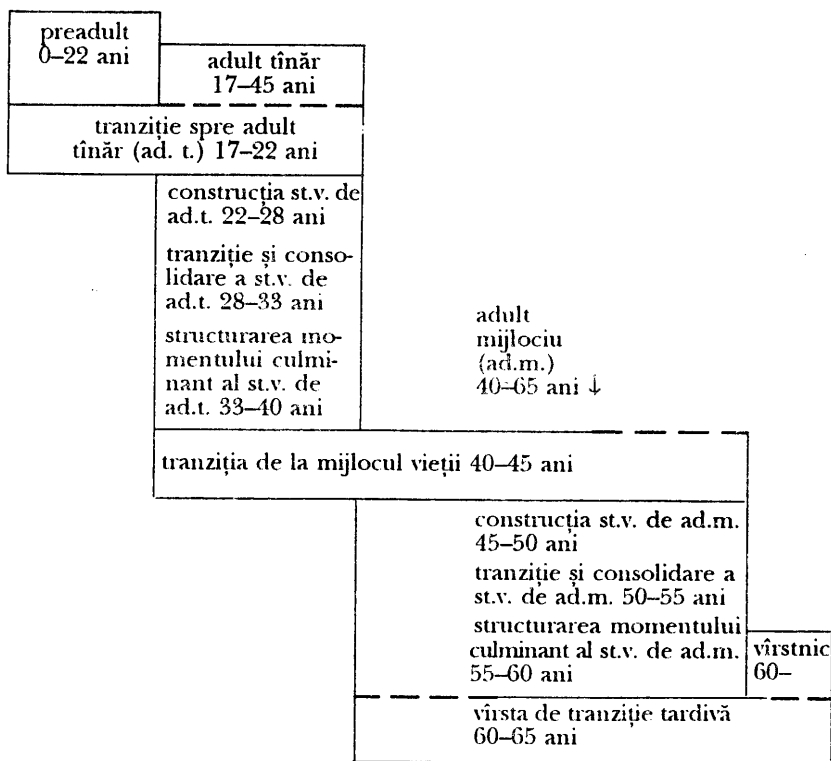 preadult
0–22 ani
adult tînăr
17–45 ani
tranziție spre adult
tînăr (ad. t.) 17–22 ani
construcția st.v. de
ad.t. 22–28 ani
tranziție și conso-
lidare a st.v. de
ad.t. 28–33 ani
structurarea mo-
mentului culmi-
nant al st.v. de
ad.t. 33–40 ani
adult
mijlociu
(ad.m.)
40–65 ani ↓
tranziția de la mijlocul vieții 40–45 ani
construcția st.v. de ad.m.
45–50 ani
tranziție și consolidare a
st.v. de ad.m. 50–55 ani
structurarea momentului
culminant al st.v. de ad.m.
55–60 ani
vîrstnic
60–
vîrsta de tranziție tardivă
60–65 ani